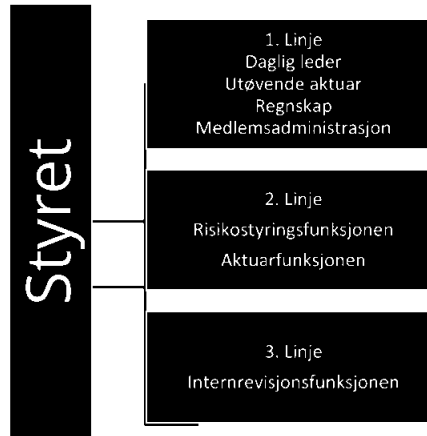 Styret
1. Linje
Daglig leder
Utøvende aktuar
Regnskap
Medlemsadministrasjon
2. Linje
Risikostyringsfunksjonen
Aktuarfunksjonen
3. Linje
Internrevisjonsfunksjonen